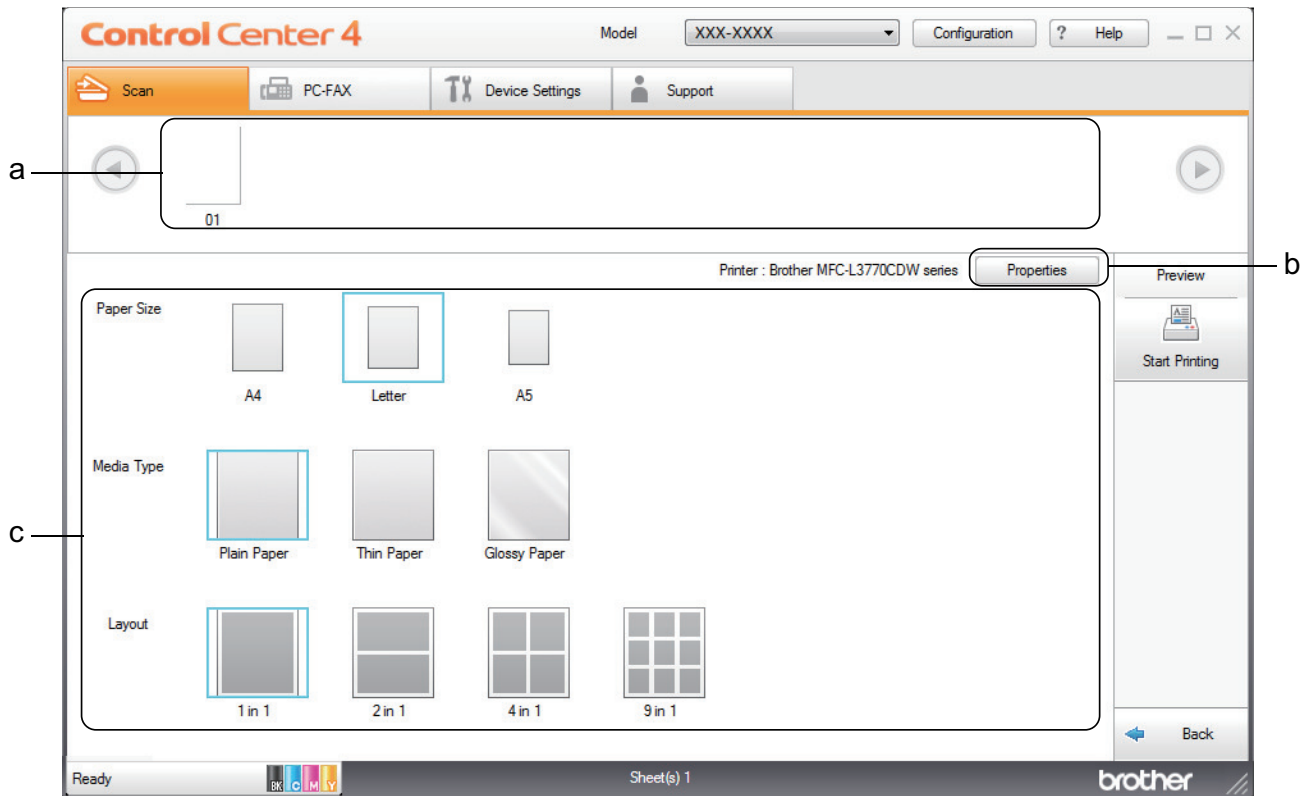 Control Center 4 Model XXX-XXXX Configuration ? Help
Scan PC-FAX Device Settings Support
a
01
Printer : Brother MFC-L3770CDW series Properties
b
Preview
Start Printing
Paper Size
A4 Letter A5
Media Type
c
Plain Paper Thin Paper Glossy Paper
Layout
1 in 1 2 in 1 4 in 1 9 in 1
Back
Ready BK C M Y Sheet(s) 1 brother